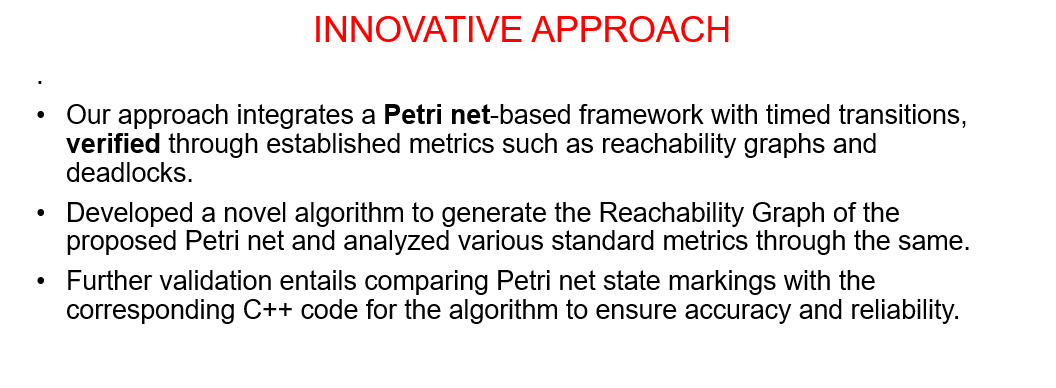 INNOVATIVE APPROACH
.
• Our approach integrates a Petri net-based framework with timed transitions,
verified through established metrics such as reachability graphs and
deadlocks.
• Developed a novel algorithm to generate the Reachability Graph of the
proposed Petri net and analyzed various standard metrics through the same.
• Further validation entails comparing Petri net state markings with the
corresponding C++ code for the algorithm to ensure accuracy and reliability.